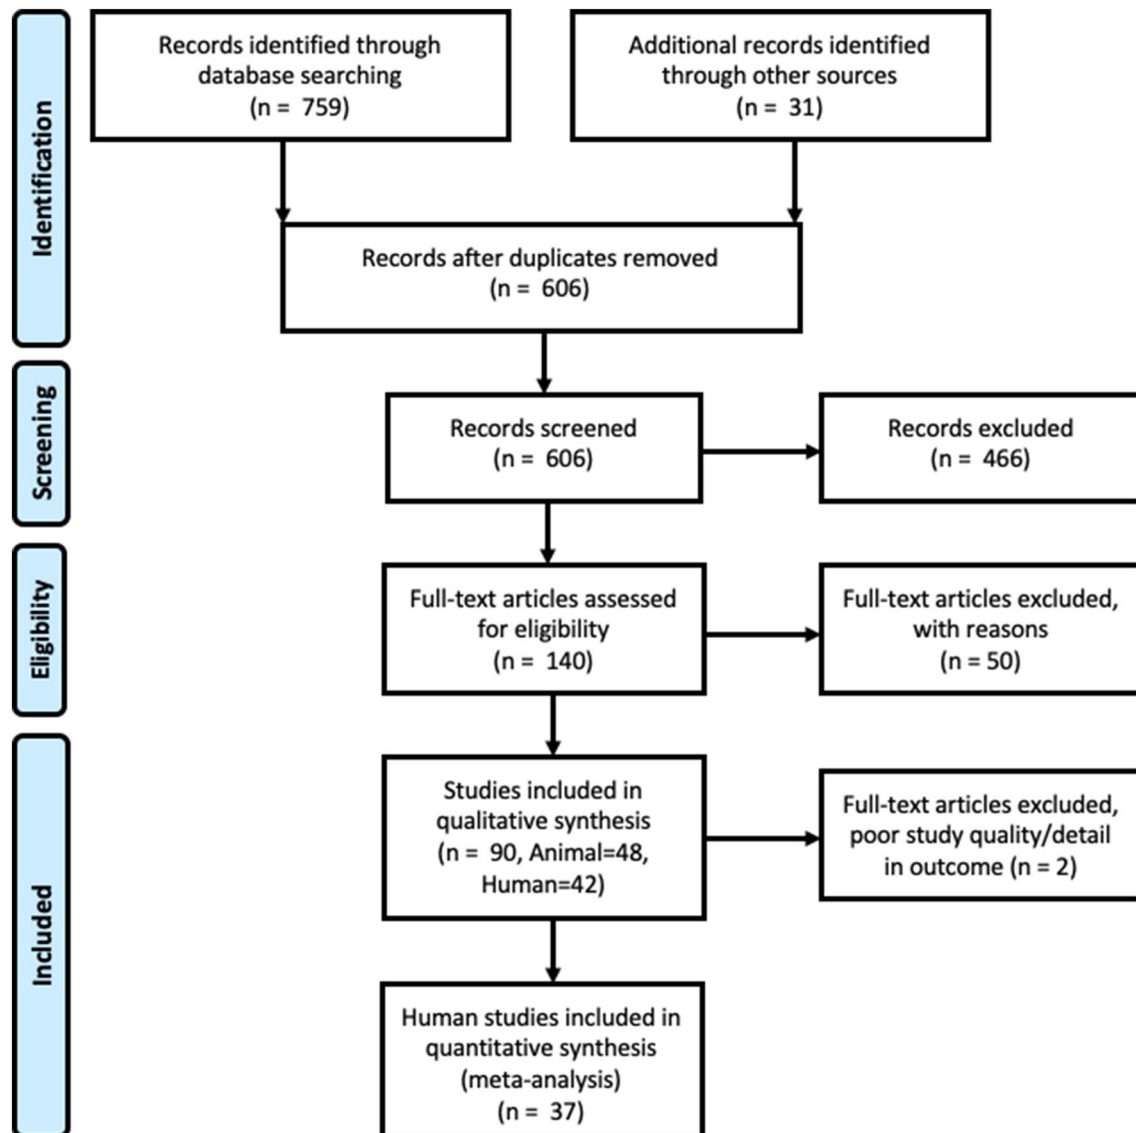 Identification
Records identified through
database searching
(n = 759)
Additional records identified
through other sources
(n = 31)
Records after duplicates removed
(n = 606)
Screening
Records screened
(n = 606)
Records excluded
(n = 466)
Eligibility
Full-text articles assessed
for eligibility
(n = 140)
Full-text articles excluded,
with reasons
(n = 50)
Included
Studies included in
qualitative synthesis
(n = 90, Animal=48,
Human=42)
Full-text articles excluded,
poor study quality/detail
in outcome (n = 2)
Human studies included in
quantitative synthesis
(meta-analysis)
(n = 37)